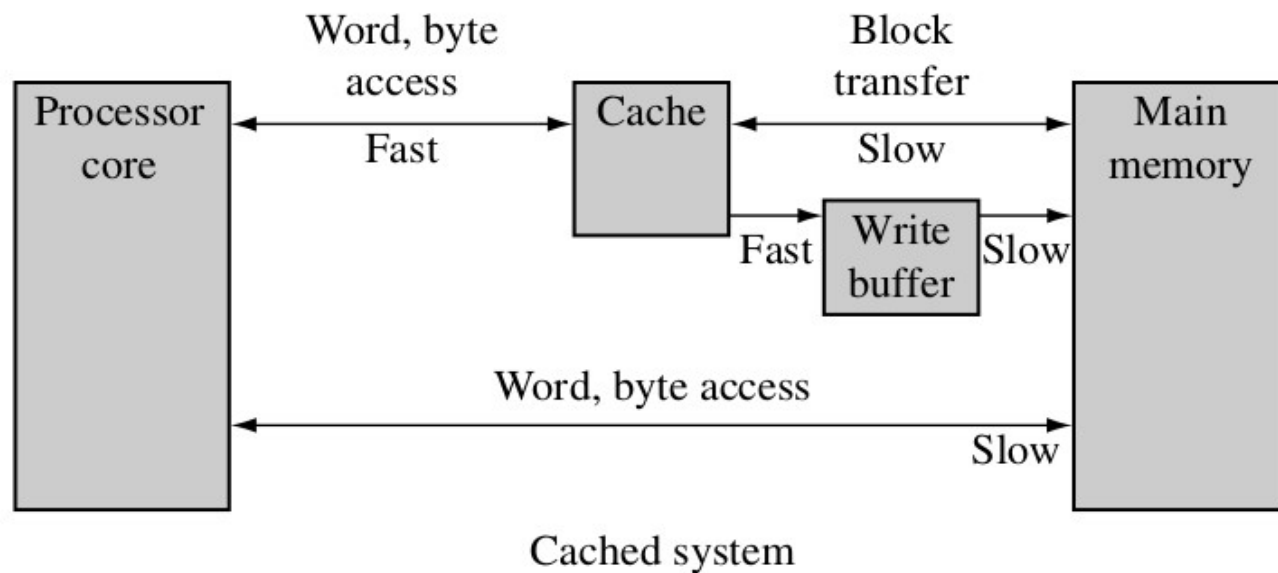 Word, byte
access
Block
transfer
Processor
core
Fast
Cache
Slow
Main
memory
Fast
Write
buffer
Slow
Word, byte access
Slow
Cached system